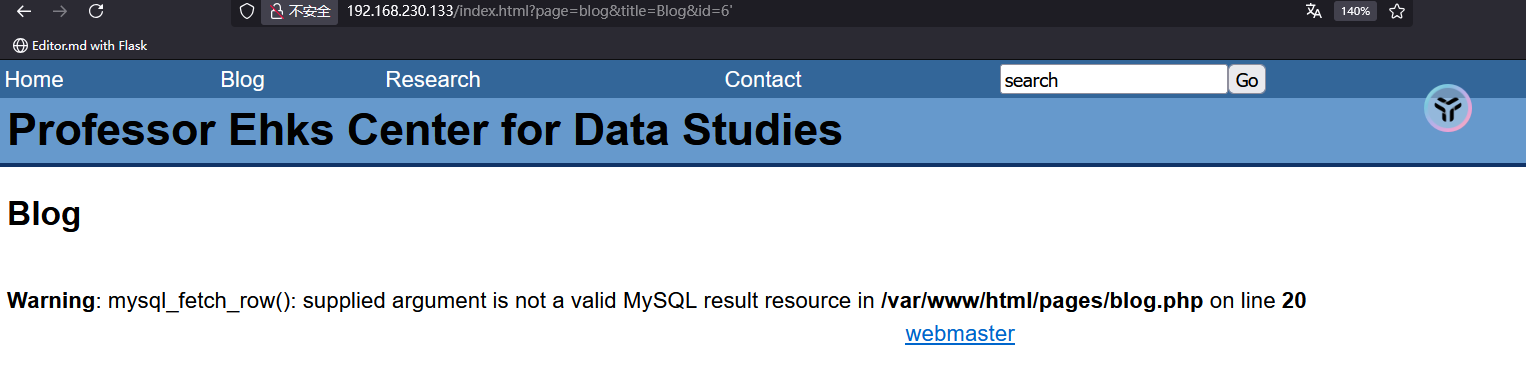 不安全 192.168.230.133/index.html?page=blog&title=Blog&id=6' 140%
Editor.md with Flask
Home Blog Research Contact search Go
Professor Ehks Center for Data Studies
Blog
Warning: mysql_fetch_row(): supplied argument is not a valid MySQL result resource in /var/www/html/pages/blog.php on line 20
webmaster